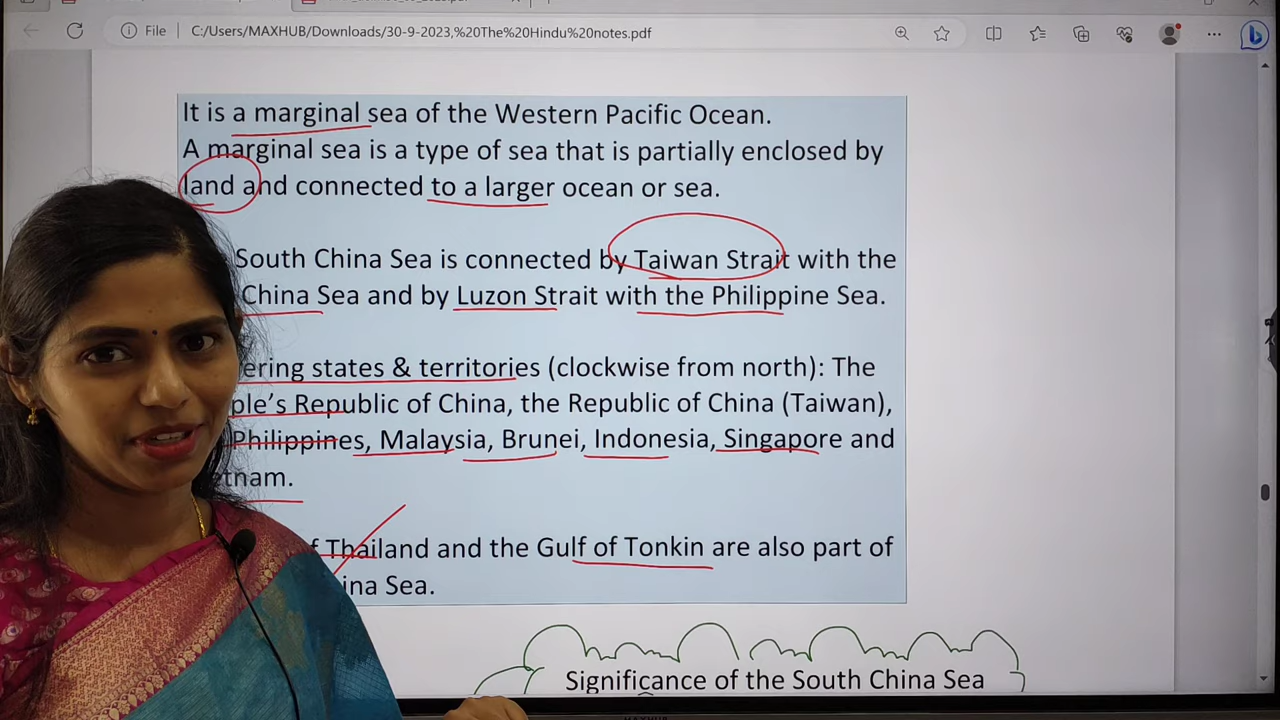 File C:/Users/MAXHUB/Downloads/30-9-2023,%20The%20Hindu%20notes.pdf
It is a marginal sea of the Western Pacific Ocean.
A marginal sea is a type of sea that is partially enclosed by
land and connected to a larger ocean or sea.
South China Sea is connected by Taiwan Strait with the
China Sea and by Luzon Strait with the Philippine Sea.
states & territories (clockwise from north): The
Republic of China, the Republic of China (Taiwan),
Philippines, Malaysia, Brunei, Indonesia, Singapore and
Thailand and the Gulf of Tonkin are also part of
Sea.
Significance of the South China Sea